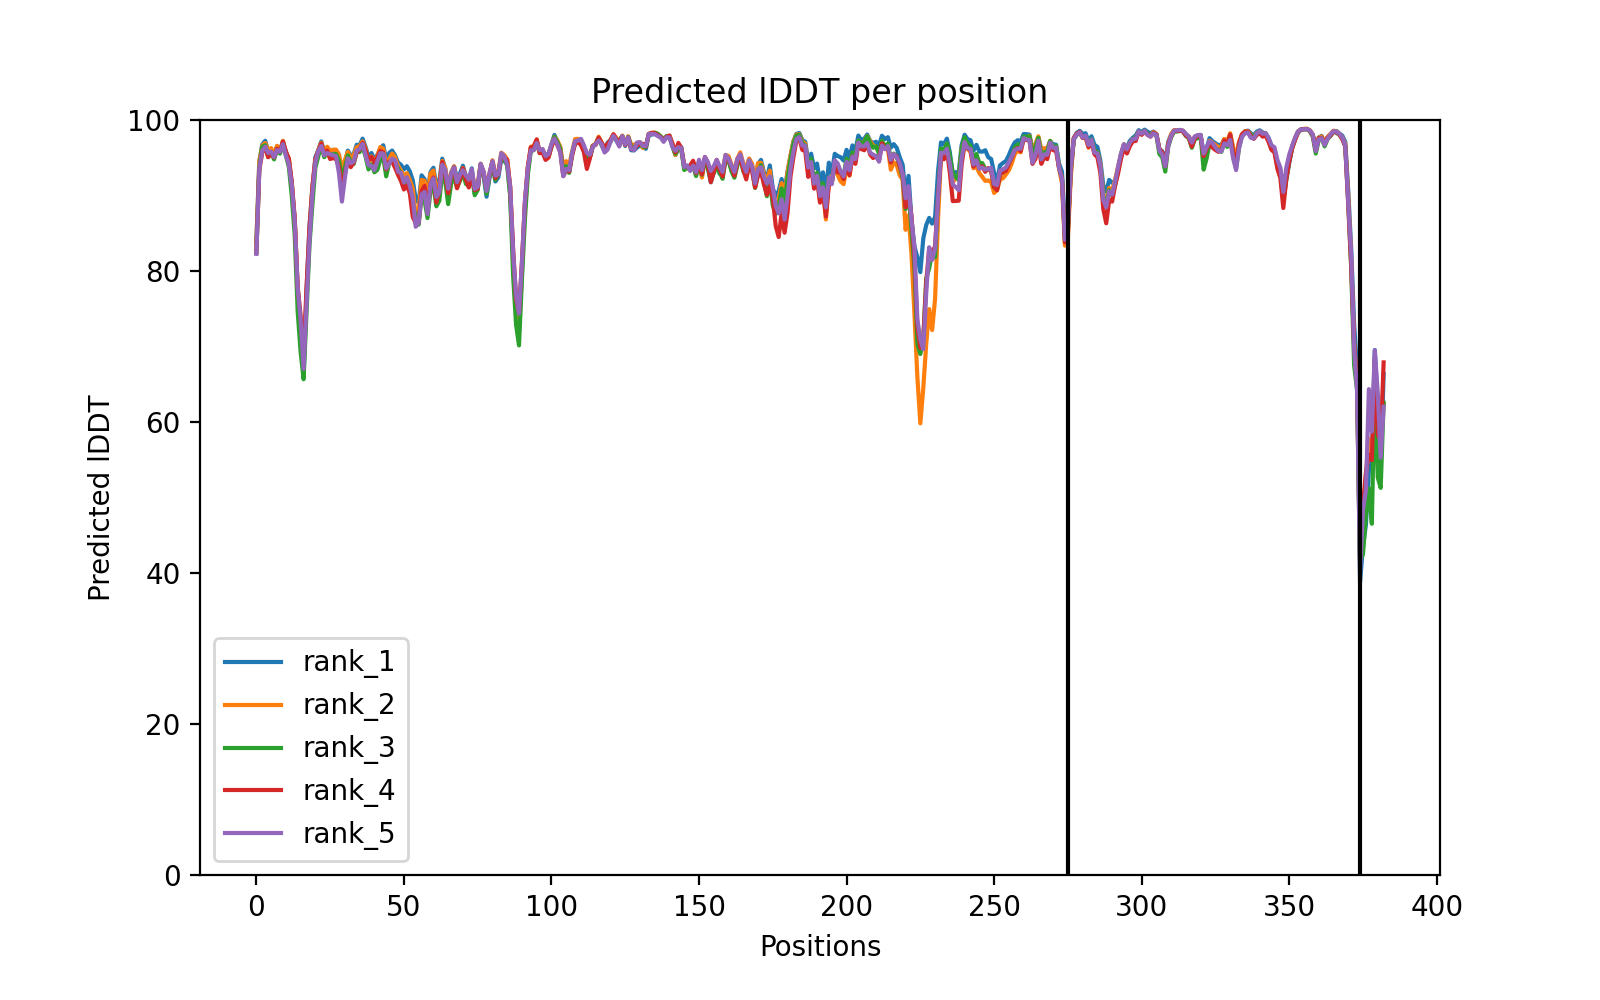 Predicted lDDT per position
100
80
60
40
20
0
Predicted lDDT
rank_1
rank_2
rank_3
rank_4
rank_5
0 50 100 150 200 250 300 350 400
Positions